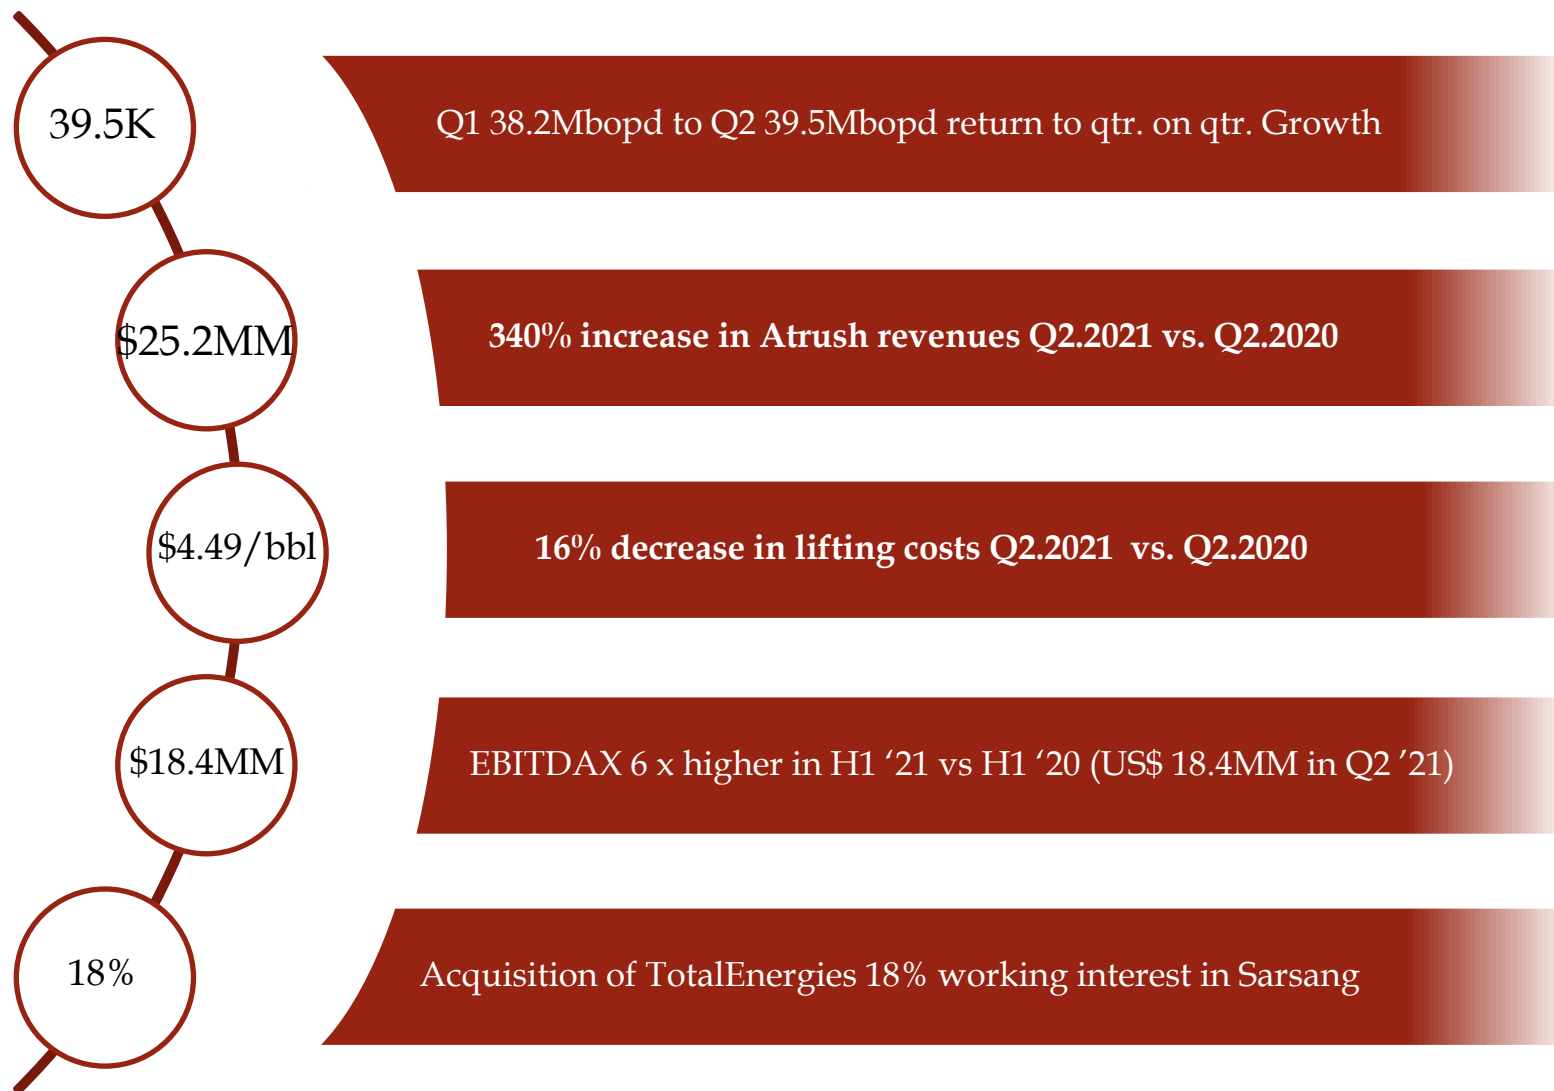 39.5K
Q1 38.2Mbopd to Q2 39.5Mbopd return to qtr. on qtr. Growth
$25.2MM
340% increase in Atrush revenues Q2.2021 vs. Q2.2020
$4.49/bbl
16% decrease in lifting costs Q2.2021  vs. Q2.2020
$18.4MM
EBITDAX 6 x higher in H1 ‘21 vs H1 ‘20 (US$ 18.4MM in Q2 ’21)
18%
Acquisition of TotalEnergies 18% working interest in Sarsang